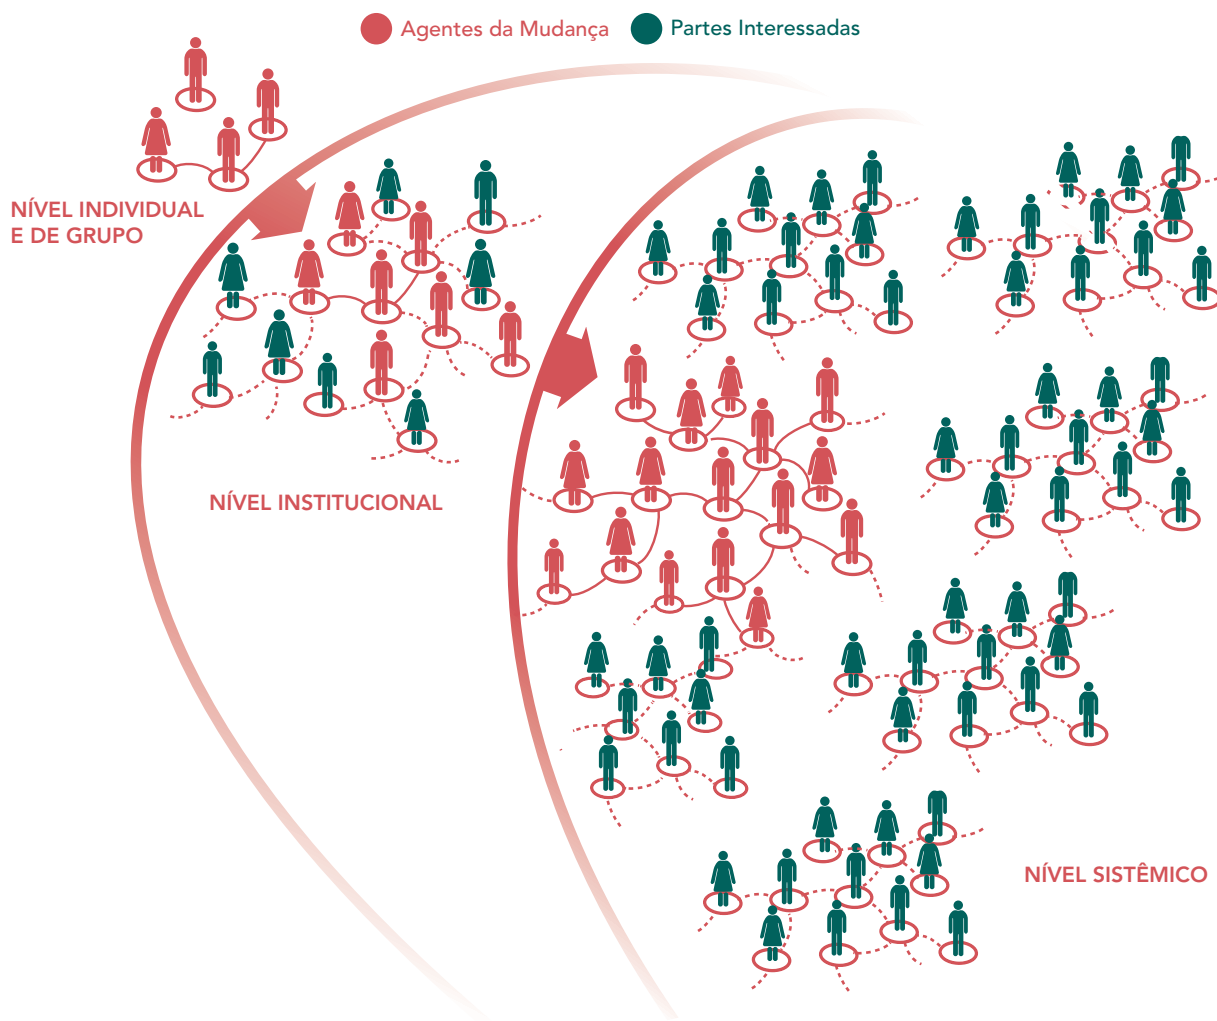 Agentes da Mudança
Partes Interessadas
NÍVEL INDIVIDUAL
E DE GRUPO
NÍVEL INSTITUCIONAL
NÍVEL SISTÊMICO